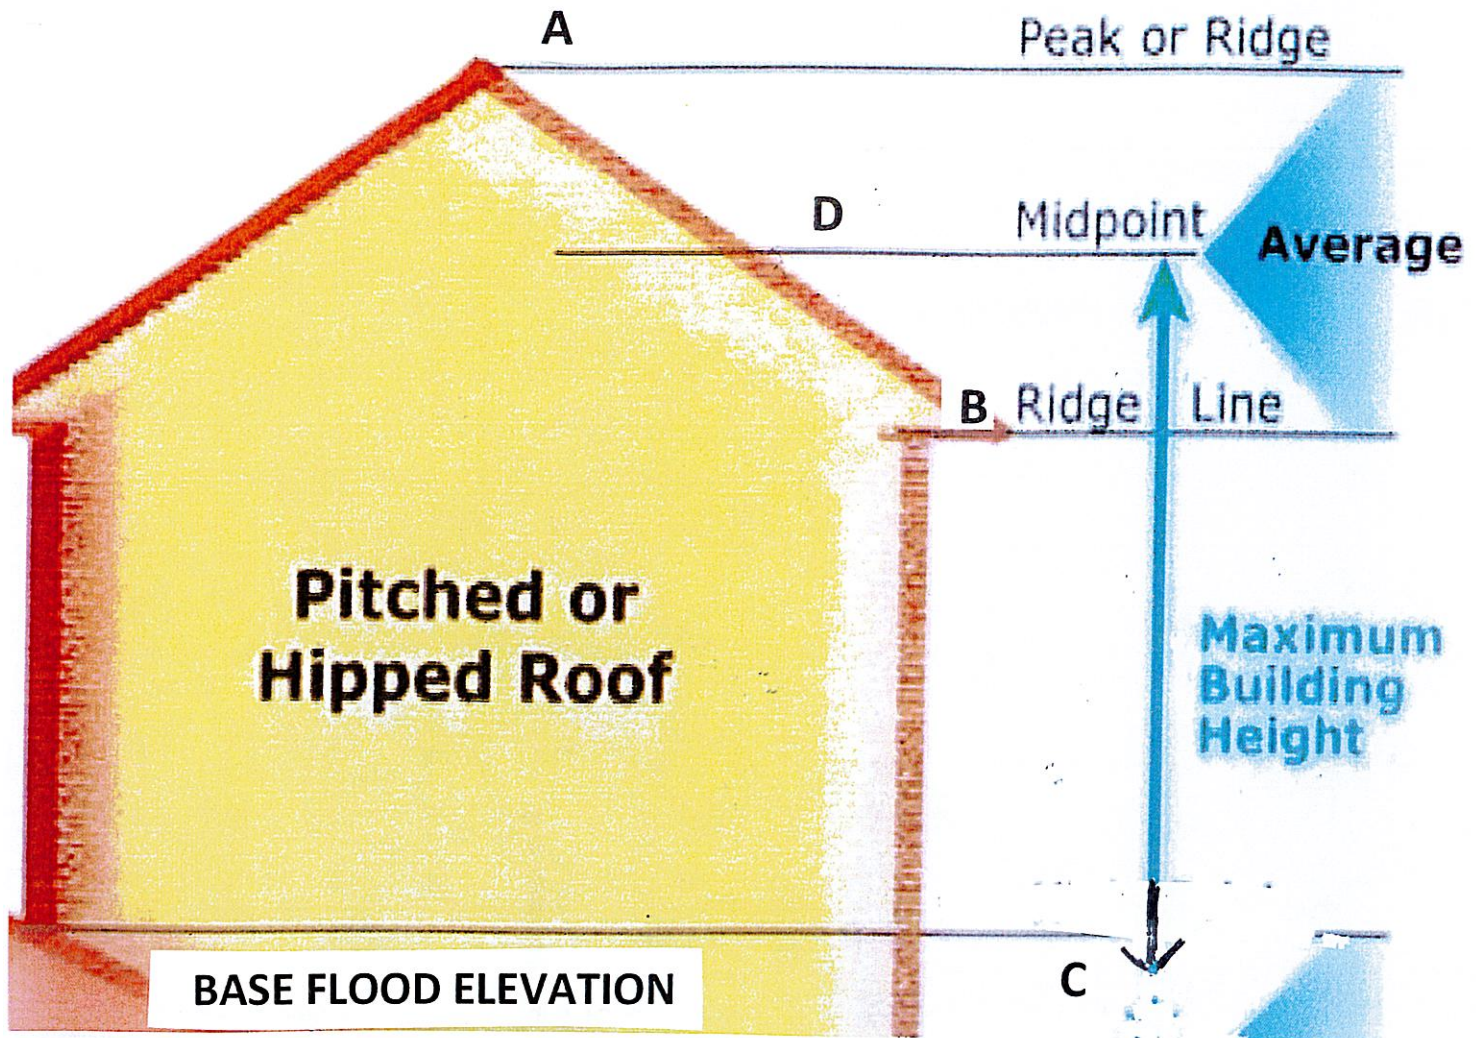 A
Peak or Ridge
D
Midpoint
Average
B
Ridge Line
Pitched or
Hipped Roof
Maximum
Building
Height
C
BASE FLOOD ELEVATION